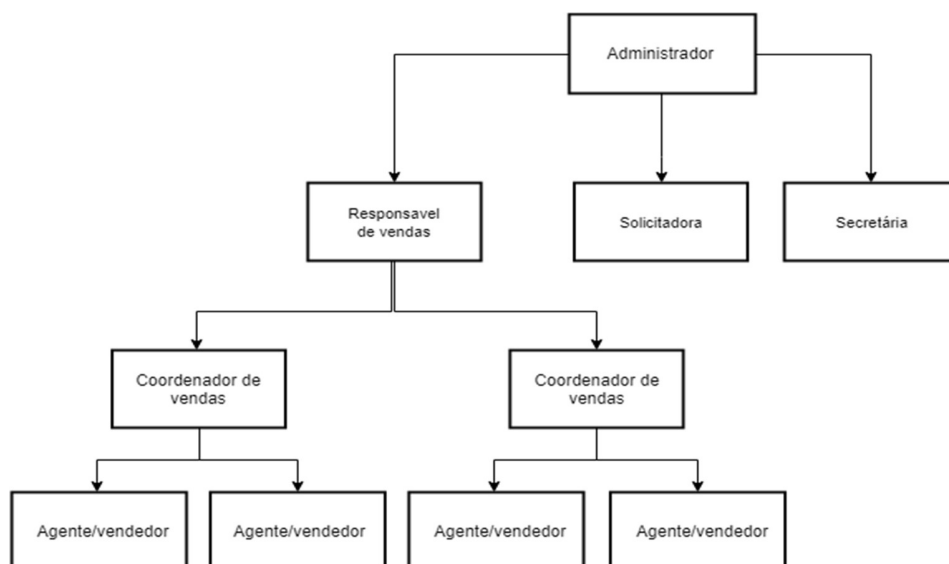 Administrador
Responsavel
de vendas
Solicitadora
Secretária
Coordenador de
vendas
Coordenador de
vendas
Agente/vendedor
Agente/vendedor
Agente/vendedor
Agente/vendedor